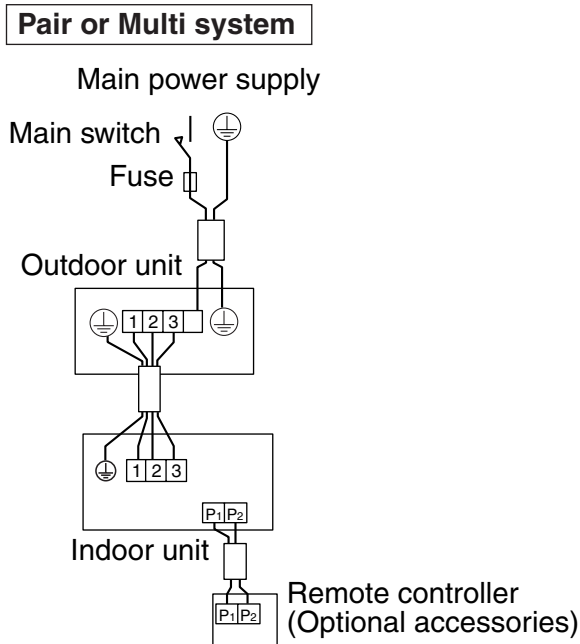 Pair or Multi system
Main power supply
Main switch
Fuse
Outdoor unit
1 2 3
1 2 3
P1 P2
Indoor unit
Remote controller
(Optional accessories)
P1 P2